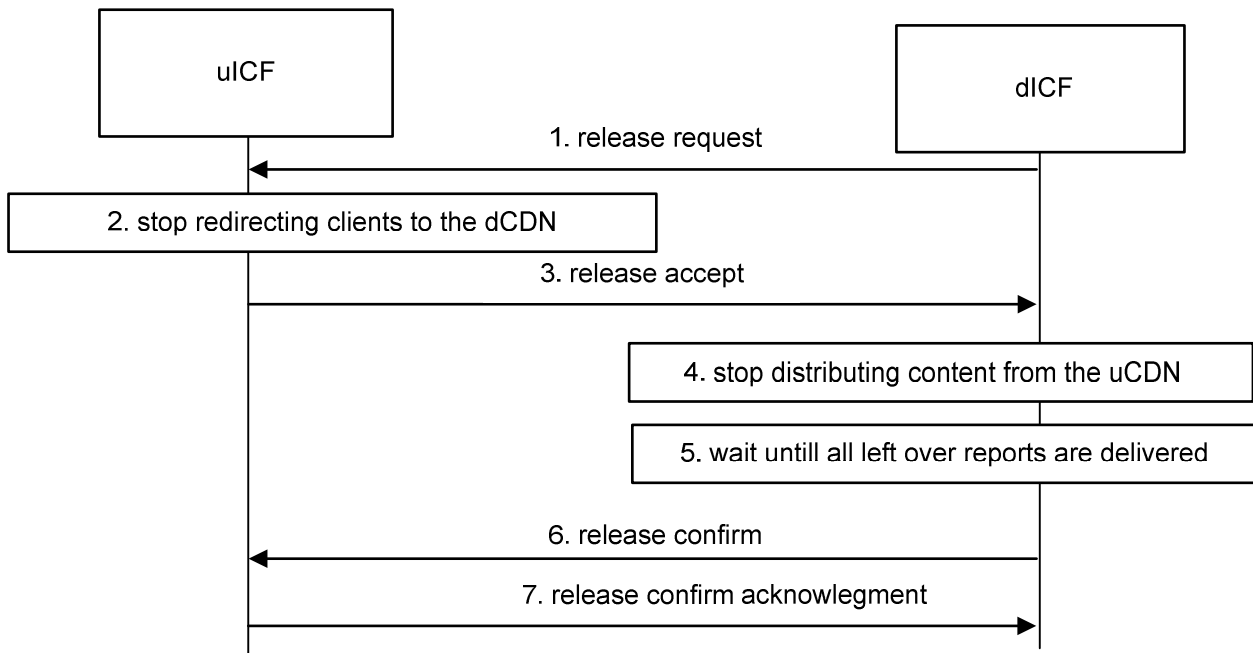 uICF
dICF
1. release request
2. stop redirecting clients to the dCDN
3. release accept
4. stop distributing content from the uCDN
5. wait untill all left over reports are delivered
6. release confirm
7. release confirm acknowlegment